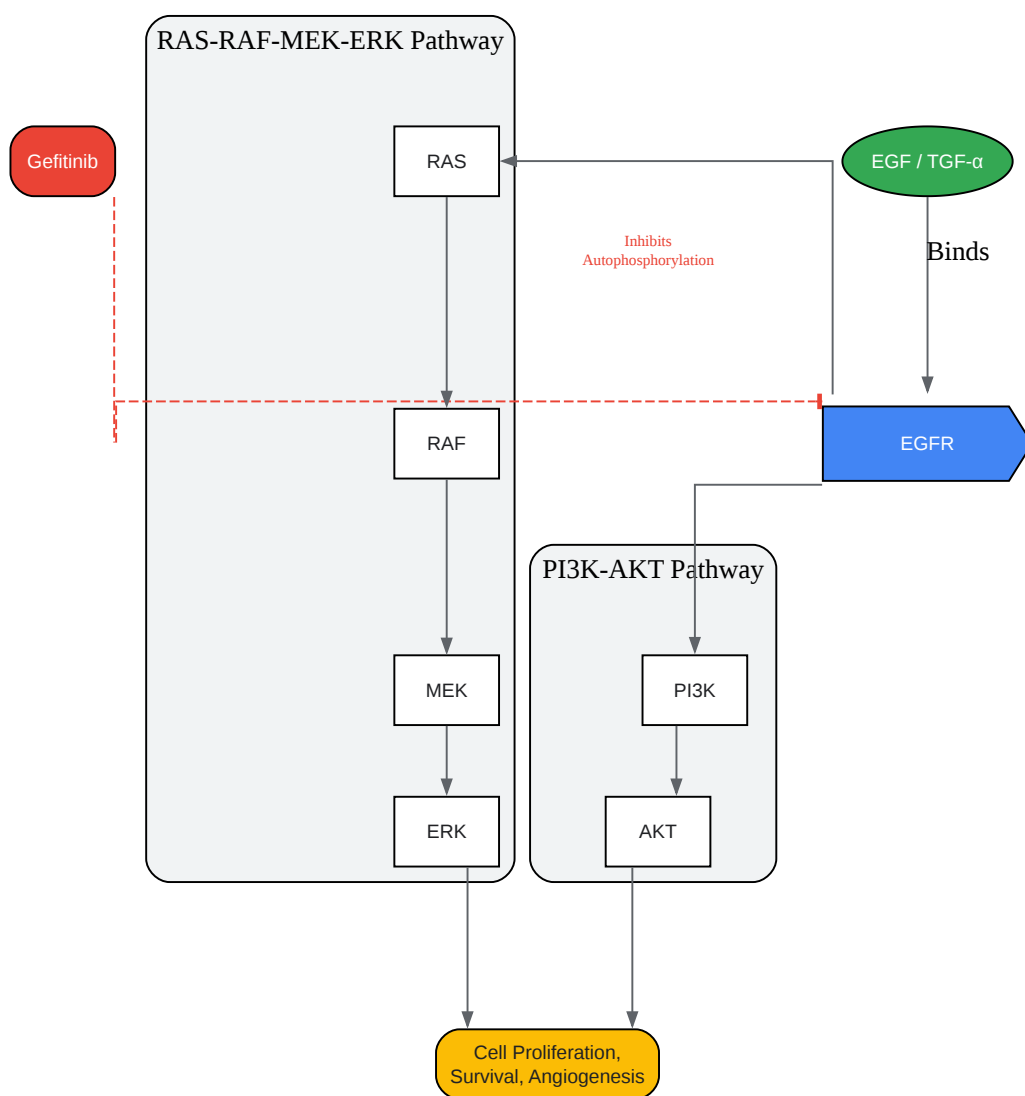 RAS-RAF-MEK-ERK Pathway
Gefitinib
RAS
EGF / TGF-α
Inhibits
Autophosphorylation
Binds
RAF
EGFR
PI3K-AKT Pathway
MEK
PI3K
ERK
AKT
Cell Proliferation,
Survival, Angiogenesis